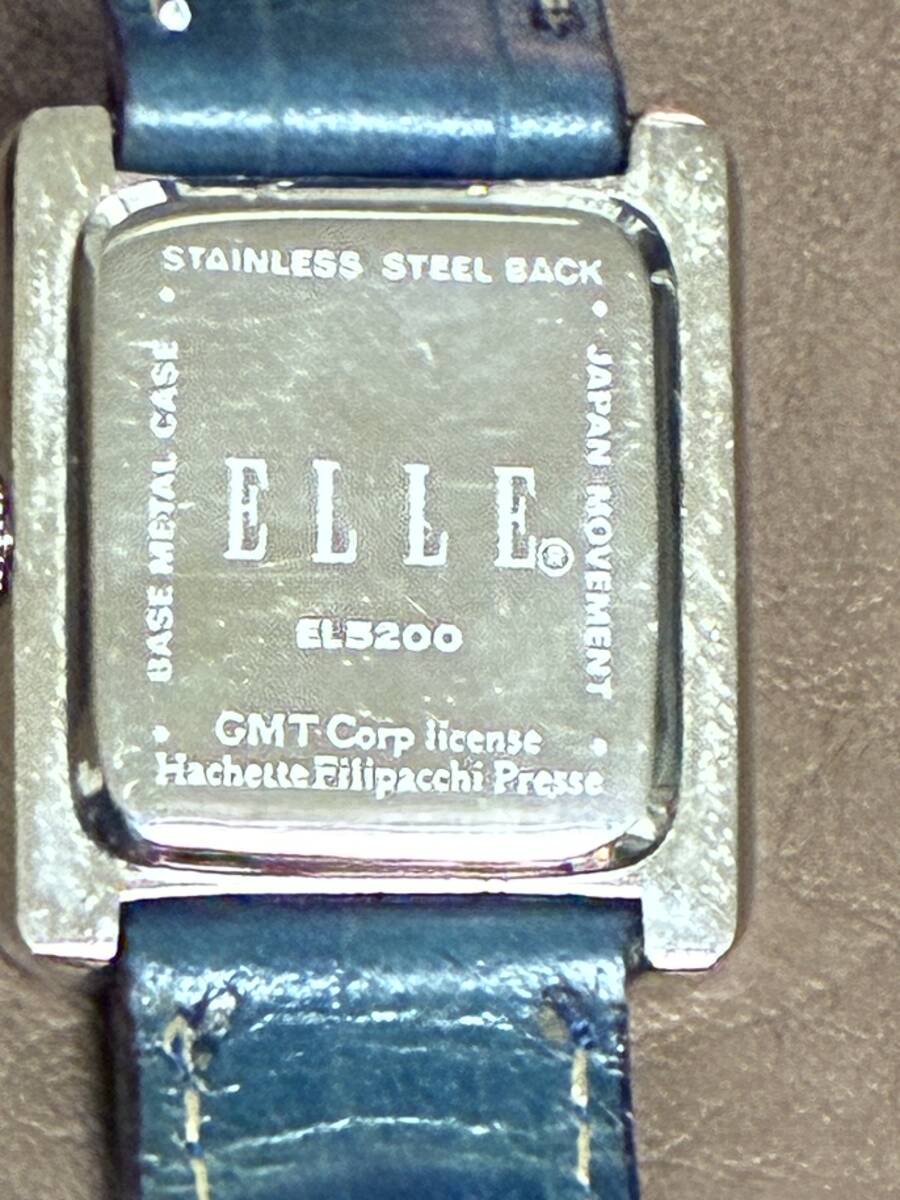 STAINLESS STEEL BACK
BASE METAL CASE
JAPAN MOVEMENT
ELLE®
EL5200
GMT Corp license
Hachette Filipacchi Presse